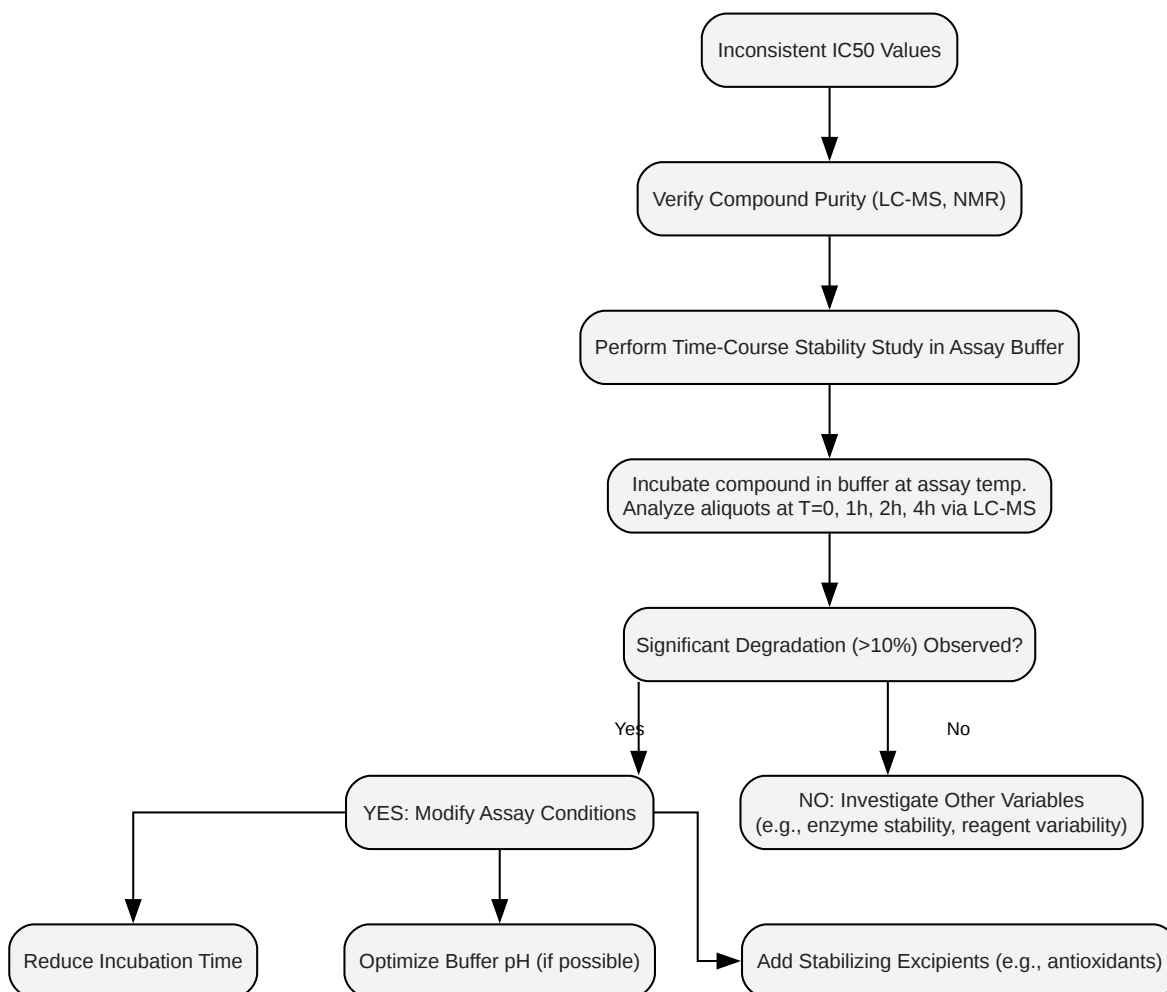 Inconsistent IC50 Values
Verify Compound Purity (LC-MS, NMR)
Perform Time-Course Stability Study in Assay Buffer
Incubate compound in buffer at assay temp.
Analyze aliquots at T=0, 1h, 2h, 4h via LC-MS
Significant Degradation (>10%) Observed?
Yes
No
YES: Modify Assay Conditions
NO: Investigate Other Variables
(e.g., enzyme stability, reagent variability)
Reduce Incubation Time
Optimize Buffer pH (if possible)
Add Stabilizing Excipients (e.g., antioxidants)